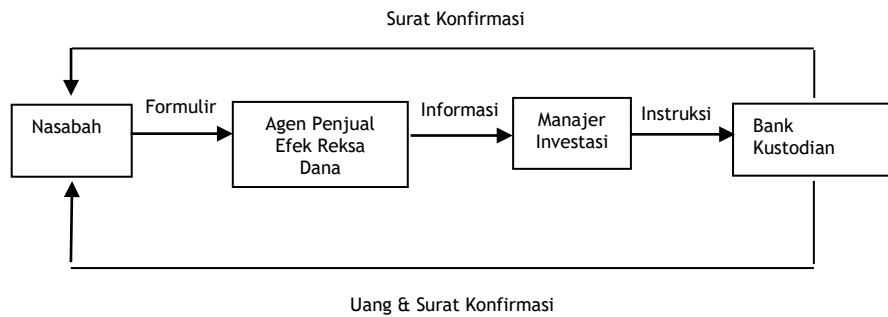 Surat Konfirmasi
Formulir
Informasi
Instruksi
Nasabah
Agen Penjual
Efek Reksa
Dana
Manajer
Investasi
Bank
Kustodian
Uang & Surat Konfirmasi